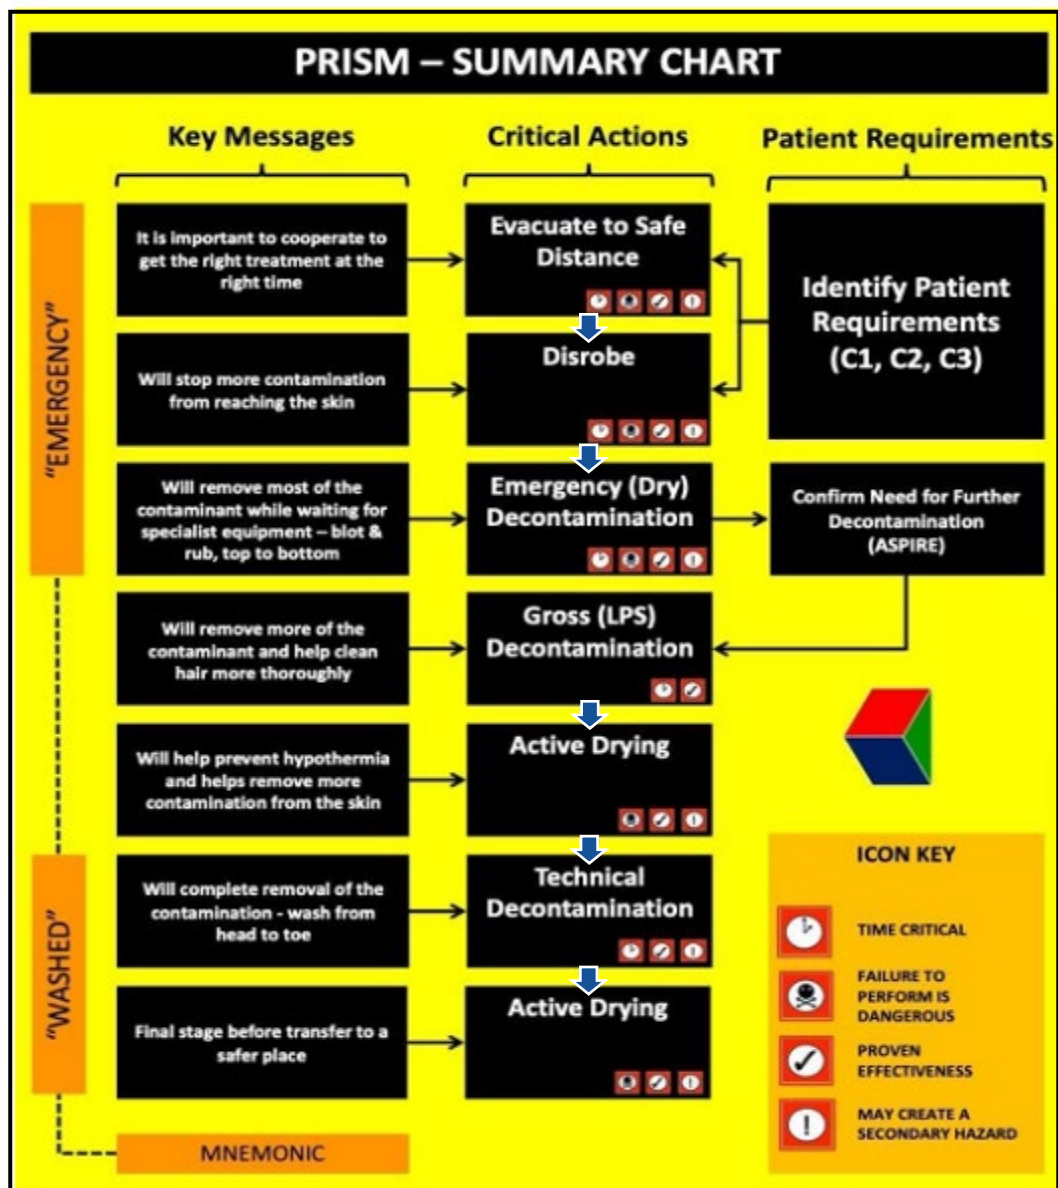 PRISM – SUMMARY CHART
Key Messages
Critical Actions
Patient Requirements
"EMERGENCY"
It is important to cooperate to
get the right treatment at the
right time
Evacuate to Safe
Distance
Identify Patient
Requirements
(C1, C2, C3)
Will stop more contamination
from reaching the skin
Disrobe
Will remove most of the
contaminant while waiting for
specialist equipment – blot &
rub, top to bottom
Emergency (Dry)
Decontamination
Confirm Need for Further
Decontamination
(ASPIRE)
Will remove more of the
contaminant and help clean
hair more thoroughly
Gross (LPS)
Decontamination
Will help prevent hypothermia
and helps remove more
contamination from the skin
Active Drying
"WASHED"
Will complete removal of the
contamination - wash from
head to toe
Technical
Decontamination
Final stage before transfer to a
safer place
Active Drying
MNEMONIC
ICON KEY
TIME CRITICAL
FAILURE TO
PERFORM IS
DANGEROUS
PROVEN
EFFECTIVENESS
MAY CREATE A
SECONDARY HAZARD